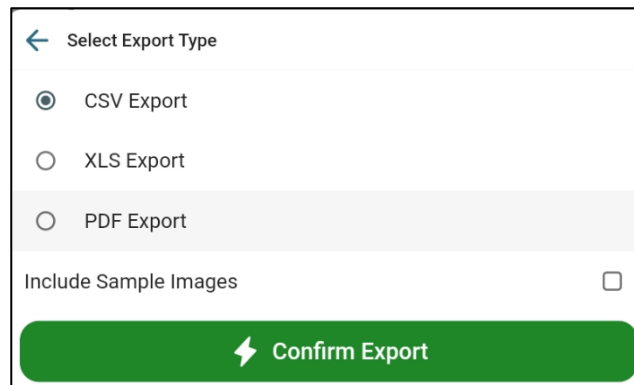 Select Export Type
CSV Export
XLS Export
PDF Export
Include Sample Images
Confirm Export